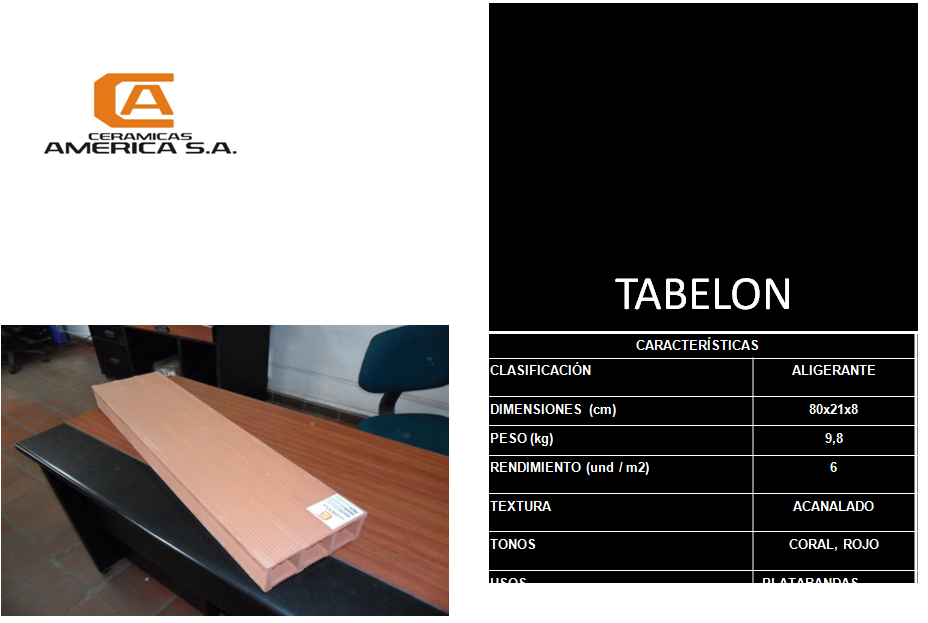 CERAMICAS
AMERICA S.A.
TABELON
CARACTERÍSTICAS
CLASIFICACIÓN ALIGERANTE
DIMENSIONES (cm) 80x21x8
PESO (kg) 9,8
RENDIMIENTO (und / m2) 6
TEXTURA ACANALADO
TONOS CORAL, ROJO
USOS PLATABANDAS